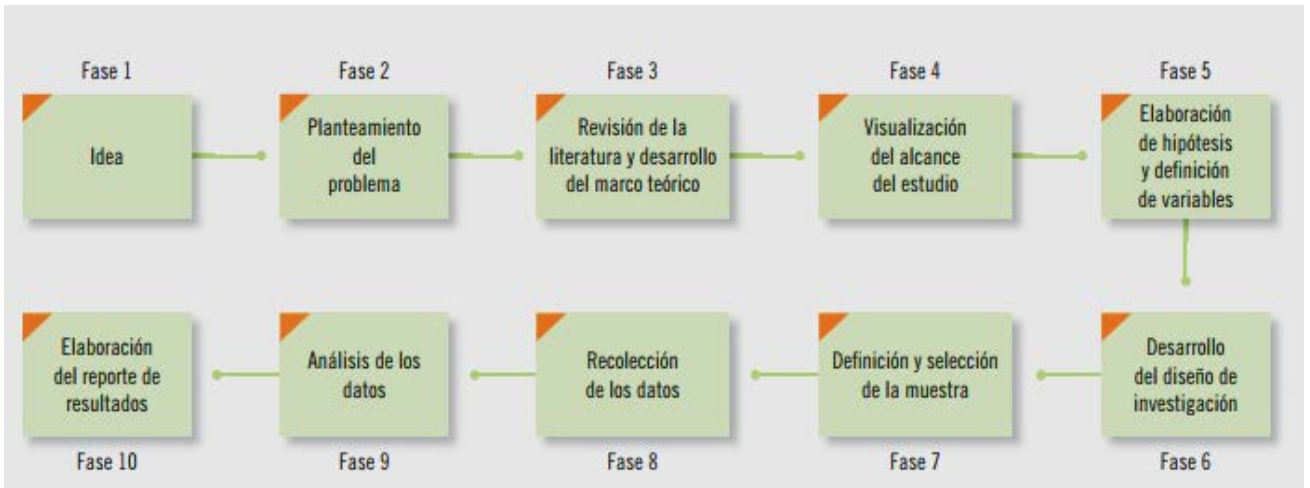 Fase 1
Idea
Fase 2
Planteamiento
del
problema
Fase 3
Revisión de la
literatura y desarrollo
del marco teórico
Fase 4
Visualización
del alcance
del estudio
Fase 5
Elaboración
de hipótesis
y definición
de variables
Desarrollo
del diseño de
investigación
Fase 6
Definición y selección
de la muestra
Fase 7
Recolección
de los datos
Fase 8
Análisis de los
datos
Fase 9
Elaboración
del reporte de
resultados
Fase 10